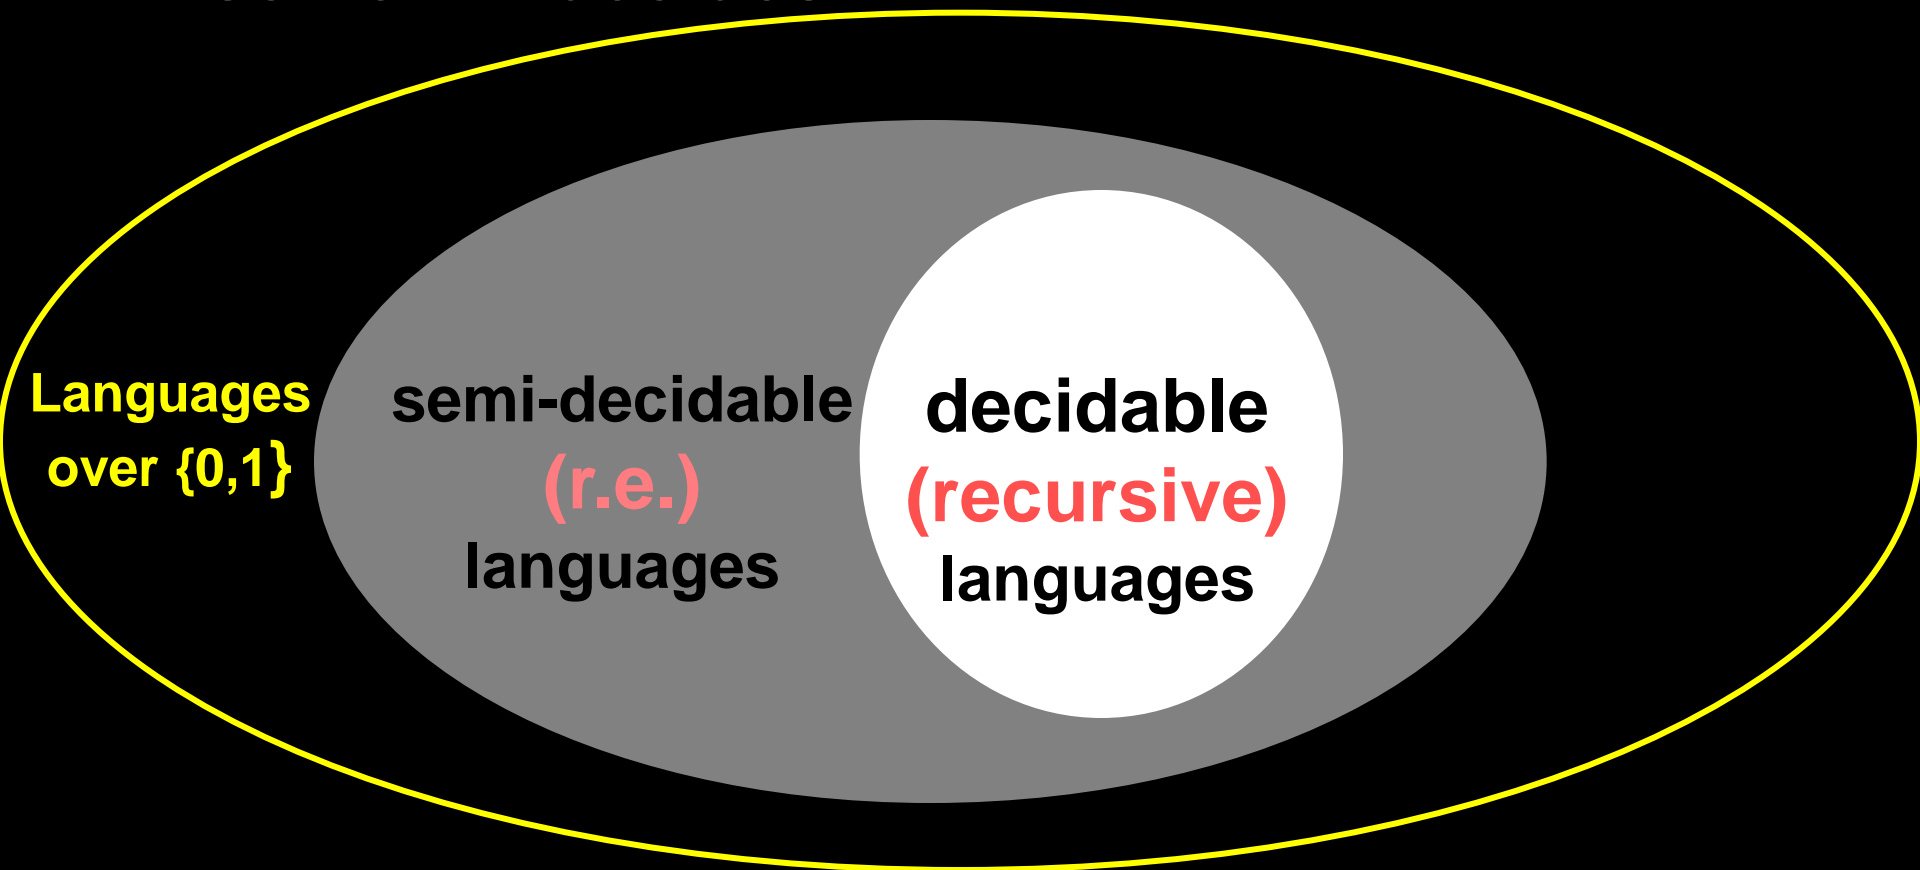 Languages
over {0,1}
semi-decidable
(r.e.)
languages
decidable
(recursive)
languages